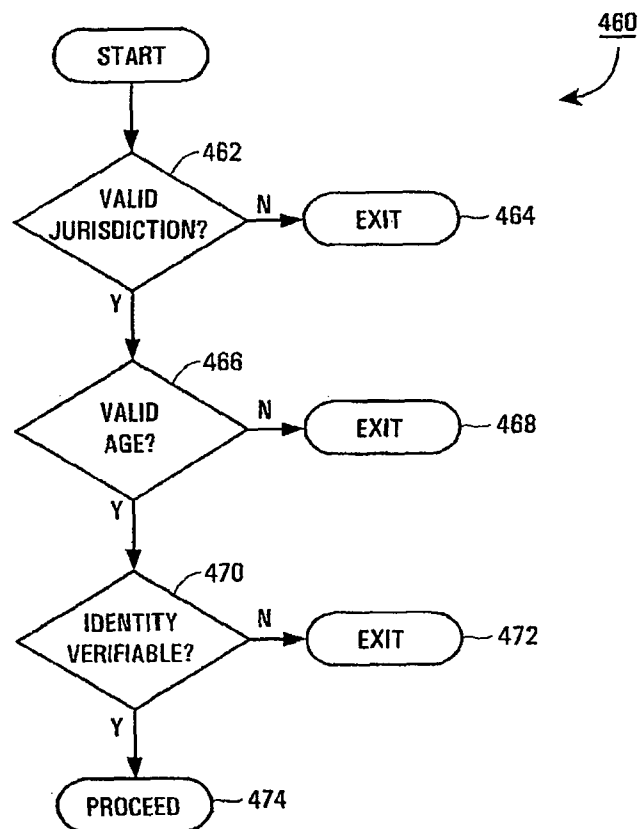 460
START
462
VALID
JURISDICTION?
N
EXIT
464
Y
466
VALID
AGE?
N
EXIT
468
Y
470
IDENTITY
VERIFIABLE?
N
EXIT
472
Y
PROCEED
474